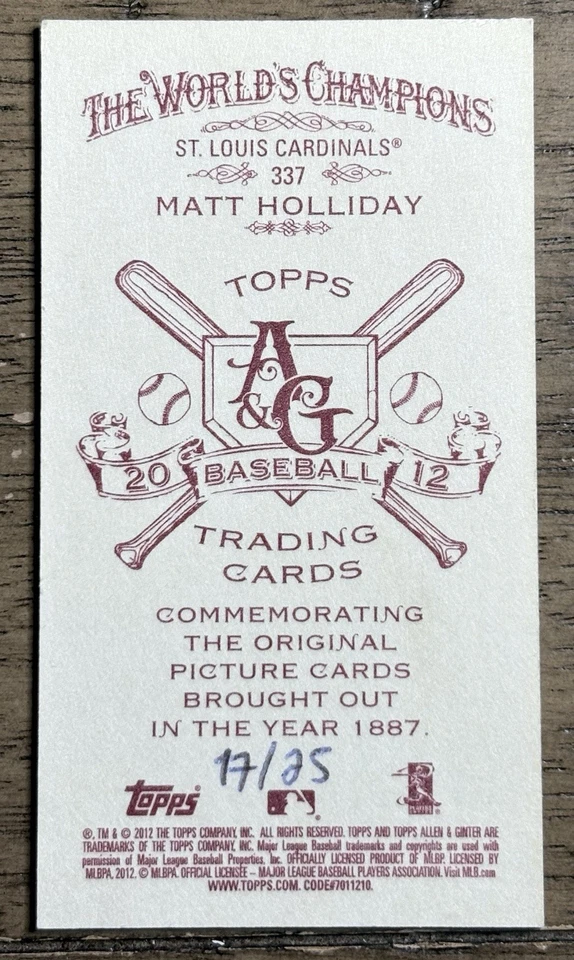 THE WORLD'S CHAMPIONS
ST. LOUIS CARDINALS®
337
MATT HOLLIDAY
TOPPS
A&G
20 BASEBALL 12
TRADING
CARDS
COMMEMORATING
THE ORIGINAL
PICTURE CARDS
BROUGHT OUT
IN THE YEAR 1887.
17/25
topps®
®, TM & © 2012 THE TOPPS COMPANY, INC. ALL RIGHTS RESERVED. TOPPS AND TOPPS ALLEN & GINTER ARE
TRADEMARKS OF THE TOPPS COMPANY, INC. Major League Baseball trademarks and copyrights are used with
permission of Major League Baseball Properties, Inc. OFFICIALLY LICENSED PRODUCT OF MLBP. LICENSED BY
MLBPA, 2012. © MLBPA. OFFICIAL LICENSEE – MAJOR LEAGUE BASEBALL PLAYERS ASSOCIATION. Visit MLB.com
WWW.TOPPS.COM. CODE#7011210.